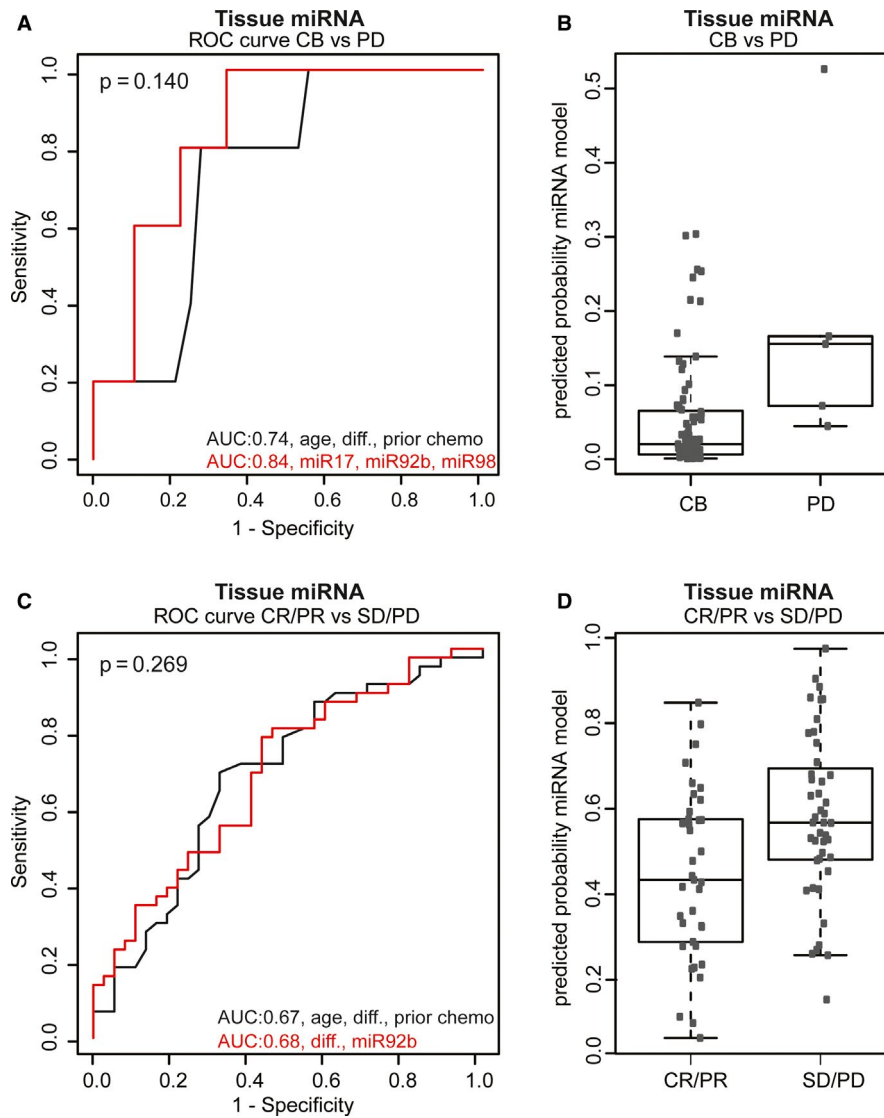 A
Tissue miRNA
ROC curve CB vs PD
p = 0.140
Sensitivity
1.0
0.8
0.6
0.4
0.2
0.0
AUC:0.74, age, diff., prior chemo
AUC:0.84, miR17, miR92b, miR98
0.0 0.2 0.4 0.6 0.8 1.0
1 - Specificity
B
Tissue miRNA
CB vs PD
predicted probability miRNA model
0.5
0.4
0.3
0.2
0.1
0.0
CB PD
C
Tissue miRNA
ROC curve CR/PR vs SD/PD
p = 0.269
Sensitivity
1.0
0.8
0.6
0.4
0.2
0.0
AUC:0.67, age, diff., prior chemo
AUC:0.68, diff., miR92b
0.0 0.2 0.4 0.6 0.8 1.0
1 - Specificity
D
Tissue miRNA
CR/PR vs SD/PD
predicted probability miRNA model
1.0
0.8
0.6
0.4
0.2
0.0
CR/PR SD/PD